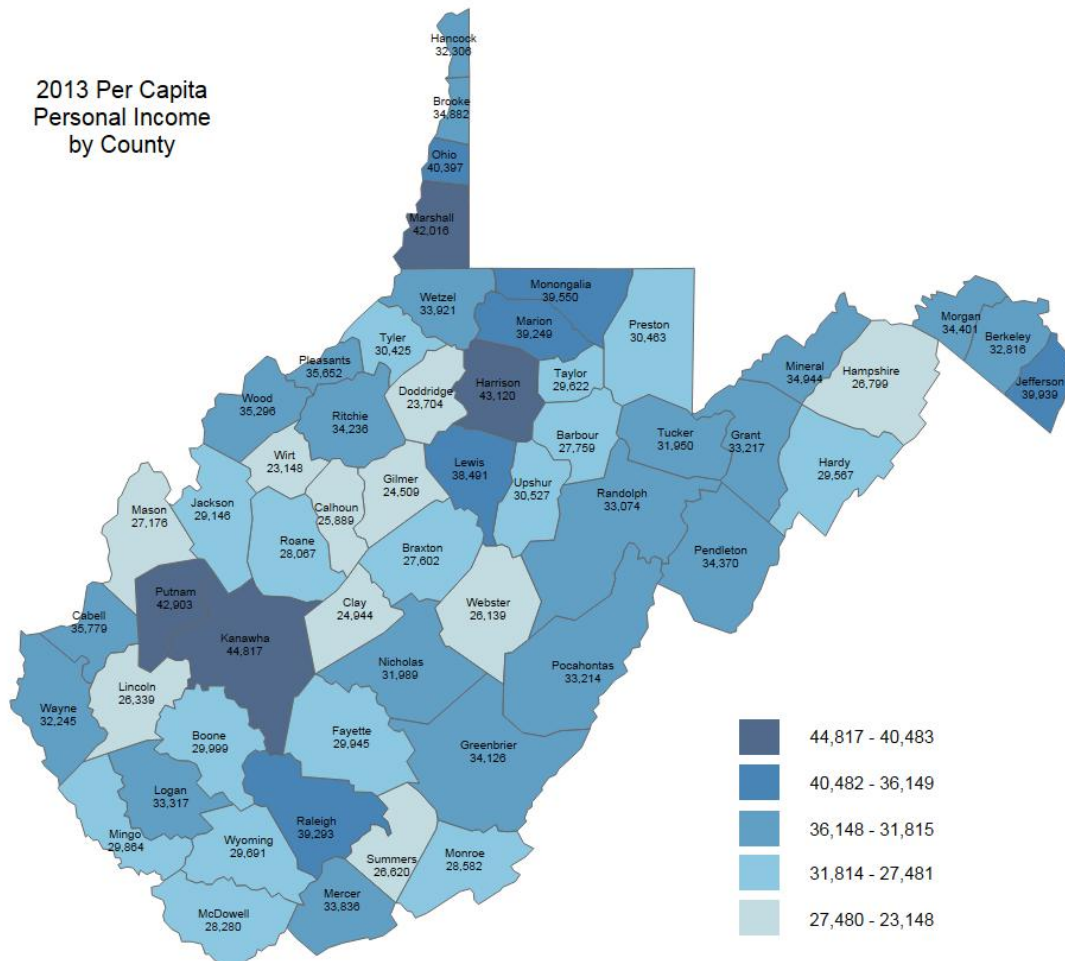 2013 Per Capita
Personal Income
by County
Hancock
32,306
Brooke
34,882
Ohio
40,397
Marshall
42,016
Wetzel
33,921
Monongalia
39,550
Marion
39,249
Preston
30,463
Tyler
30,425
Pleasants
35,652
Doddridge
23,704
Harrison
43,120
Taylor
29,622
Morgan
34,401
Berkeley
32,816
Jefferson
39,939
Mineral
34,944
Hampshire
26,799
Wood
35,296
Ritchie
34,236
Barbour
27,759
Tucker
31,950
Grant
33,217
Hardy
29,567
Wirt
23,148
Gilmer
24,509
Lewis
38,491
Upshur
30,527
Randolph
33,074
Mason
27,176
Jackson
29,146
Calhoun
25,889
Roane
28,067
Braxton
27,602
Pendleton
34,370
Putnam
42,903
Cabell
35,779
Kanawha
44,817
Clay
24,944
Webster
26,139
Nicholas
31,989
Pocahontas
33,214
Lincoln
26,339
Wayne
32,245
Boone
29,999
Fayette
29,945
Greenbrier
34,126
Logan
33,317
Raleigh
39,293
Mingo
29,864
Wyoming
29,691
Summers
26,620
Monroe
28,582
Mercer
33,836
McDowell
28,280
44,817 - 40,483
40,482 - 36,149
36,148 - 31,815
31,814 - 27,481
27,480 - 23,148